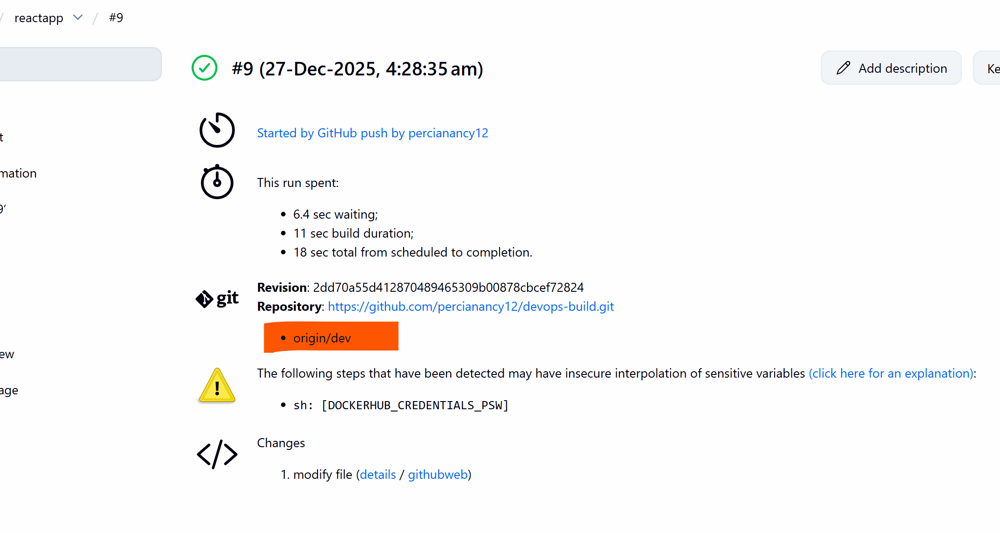 / reactapp / #9
#9 (27-Dec-2025, 4:28:35 am)
Add description
Ke
Started by GitHub push by percianancy12
t
mation
This run spent:
9’
6.4 sec waiting;
11 sec build duration;
18 sec total from scheduled to completion.
git
Revision: 2dd70a55d412870489465309b00878cbcef72824
Repository: https://github.com/percianancy12/devops-build.git
origin/dev
ew
The following steps that have been detected may have insecure interpolation of sensitive variables (click here for an explanation):
age
sh: [DOCKERHUB_CREDENTIALS_PSW]
Changes
1. modify file (details / githubweb)